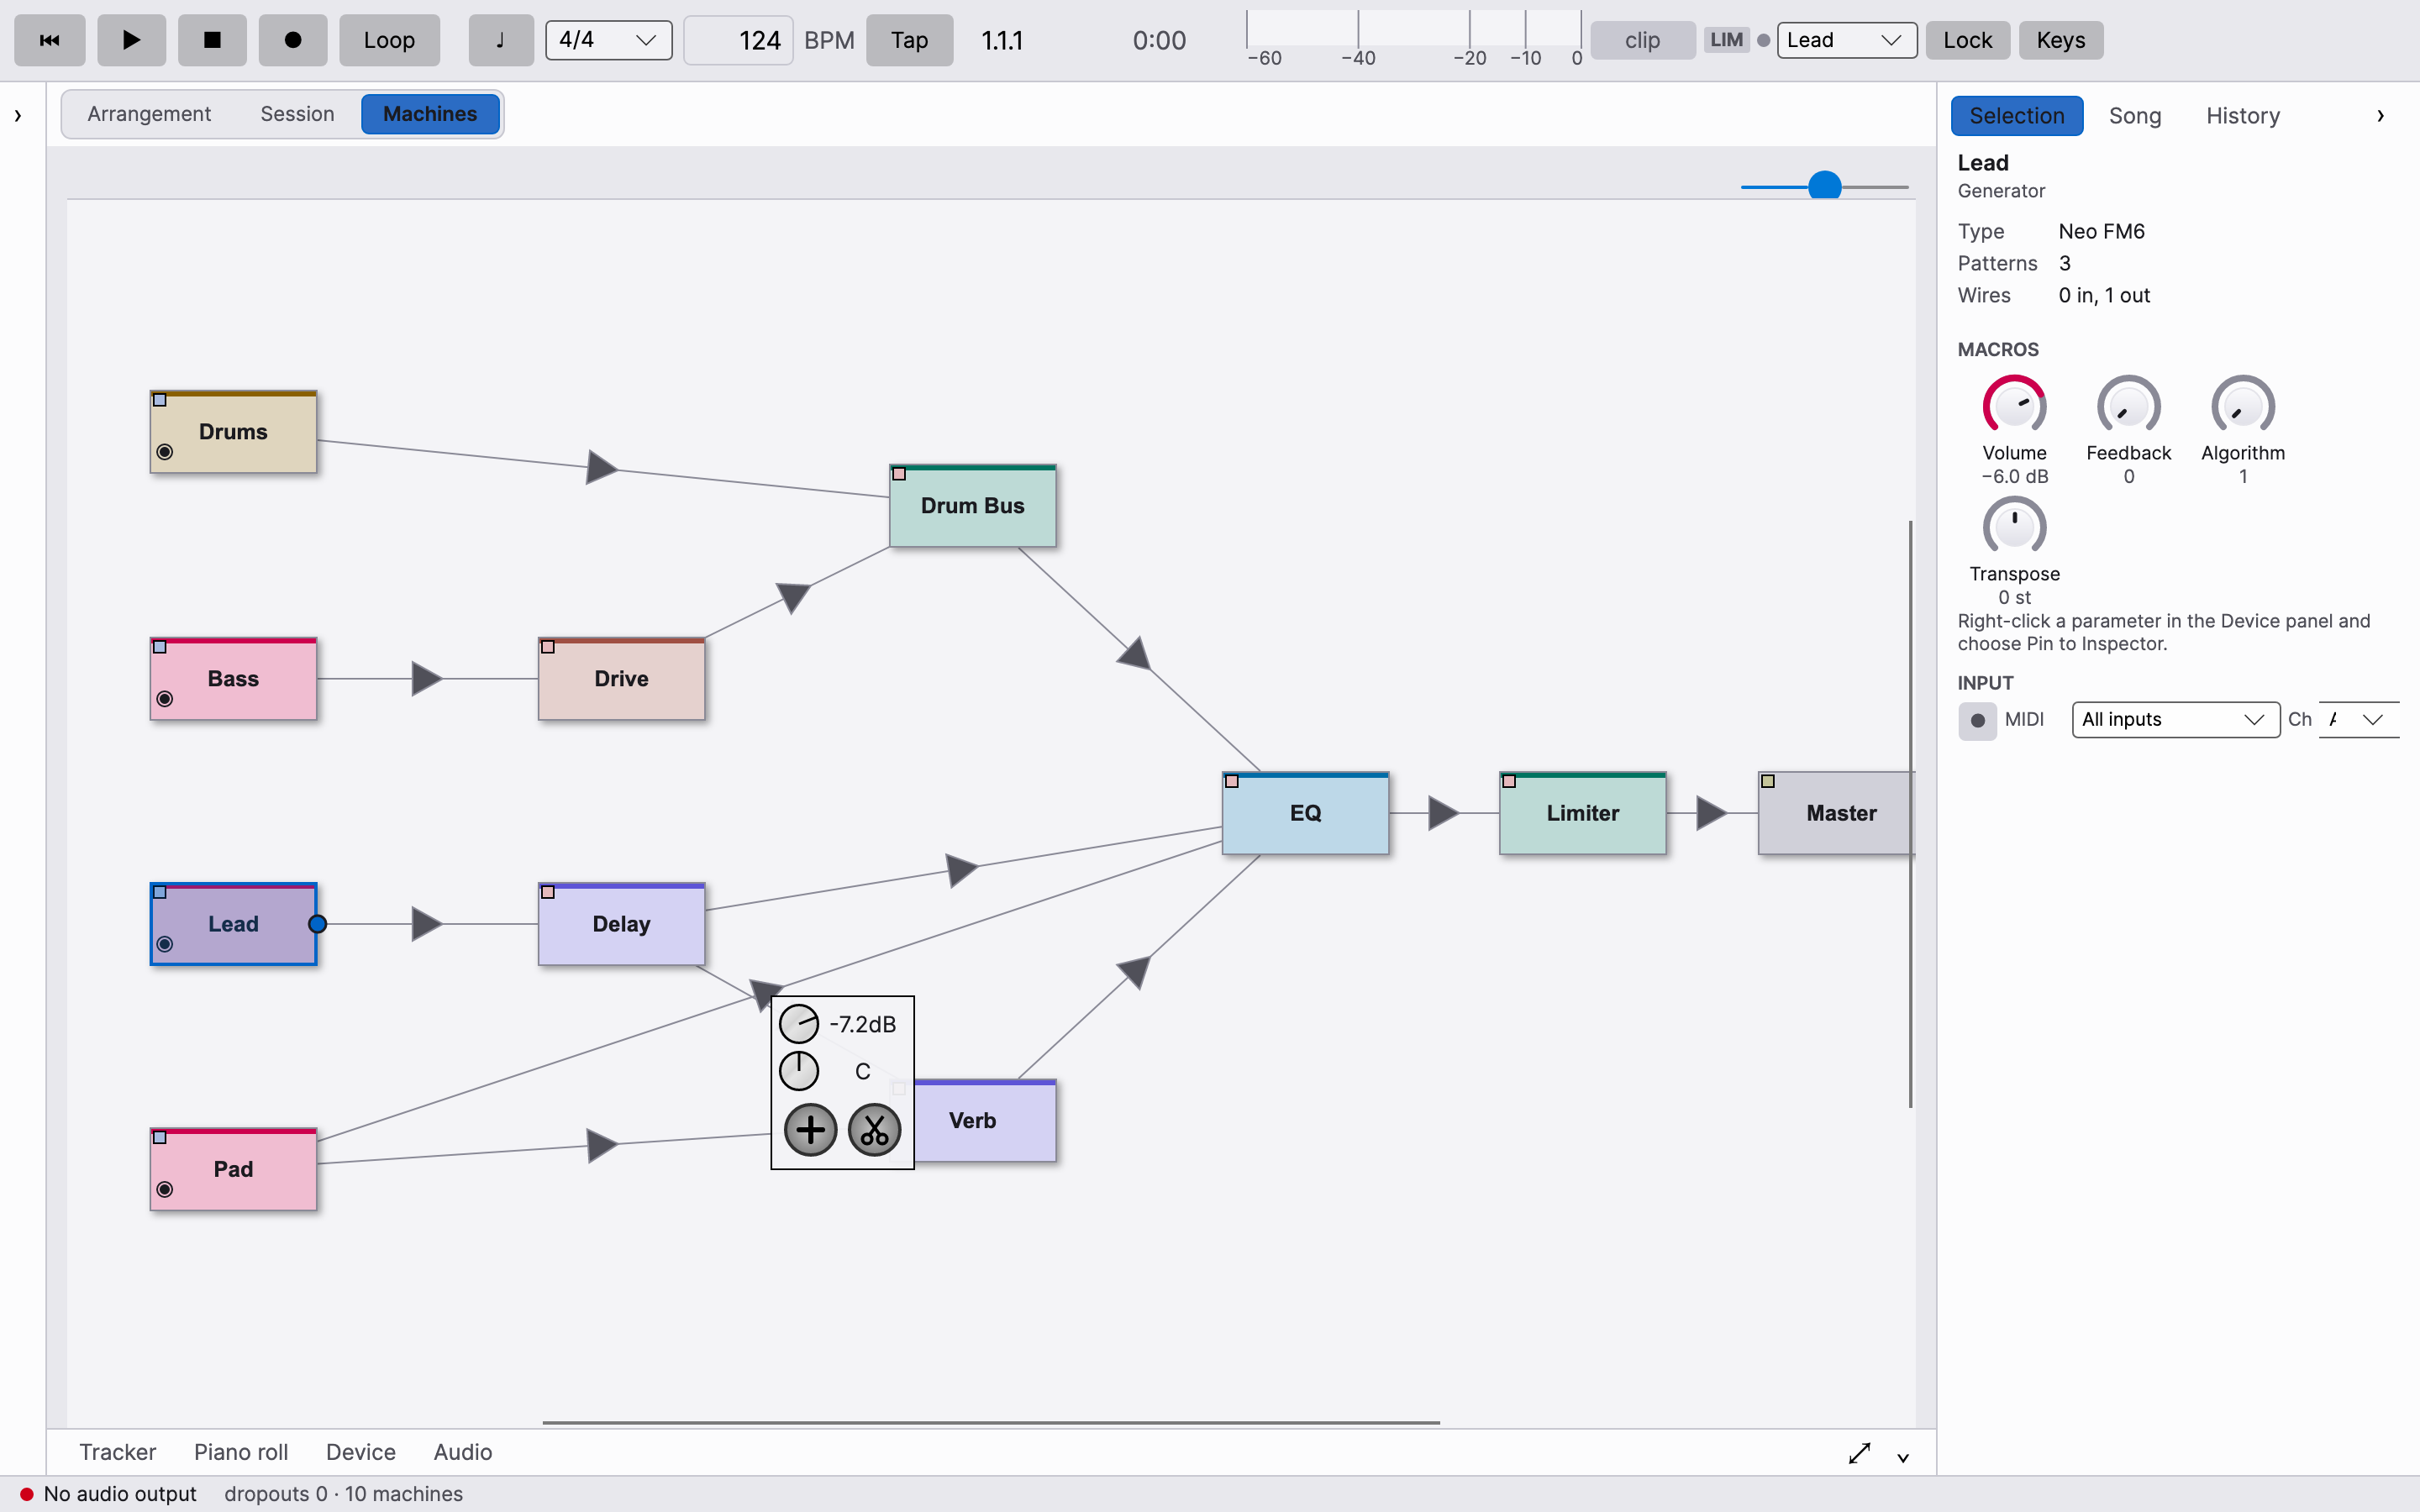 Loop 4/4 124 BPM Tap 1.1.1 0:00 −60 −40 −20 −10 0 clip LIM Lead Lock Keys
Arrangement Session Machines
Selection Song History
Lead
Generator
Type Neo FM6
Patterns 3
Wires 0 in, 1 out
MACROS
Volume Feedback Algorithm
−6.0 dB 0 1
Transpose
0 st
Right-click a parameter in the Device panel and
choose Pin to Inspector.
INPUT
MIDI All inputs Ch
Drums
Drum Bus
Bass Drive
EQ Limiter Master
Lead Delay
-7.2dB
C
Verb
Pad
Tracker Piano roll Device Audio
No audio output dropouts 0 · 10 machines